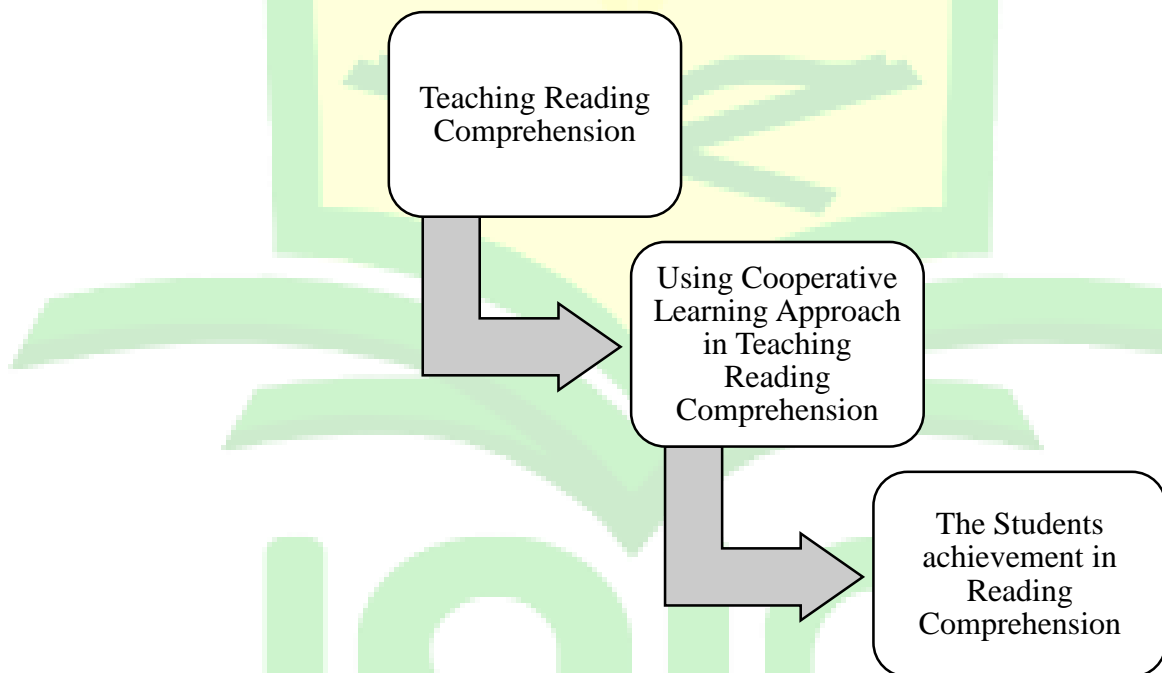 Teaching Reading
Comprehension
Using Cooperative
Learning Approach
in Teaching
Reading
Comprehension
The Students
achievement in
Reading
Comprehension